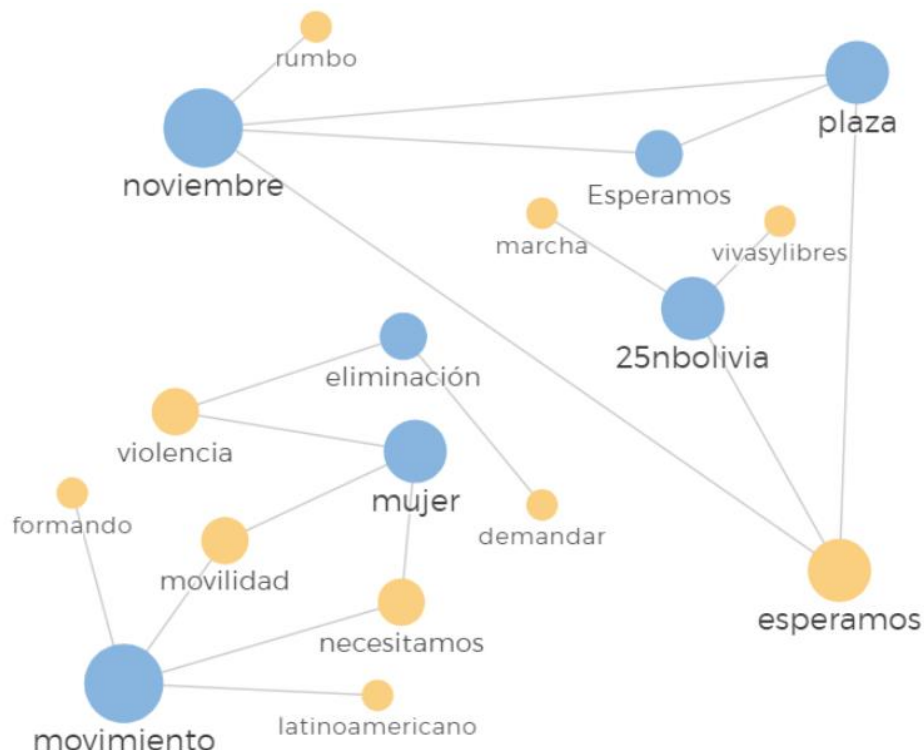 rumbo
plaza
noviembre
Esperamos
marcha
vivasylibres
25nbolivia
eliminación
violencia
mujer
formando
demandar
movilidad
esperamos
necesitamos
latinoamericano
movimiento